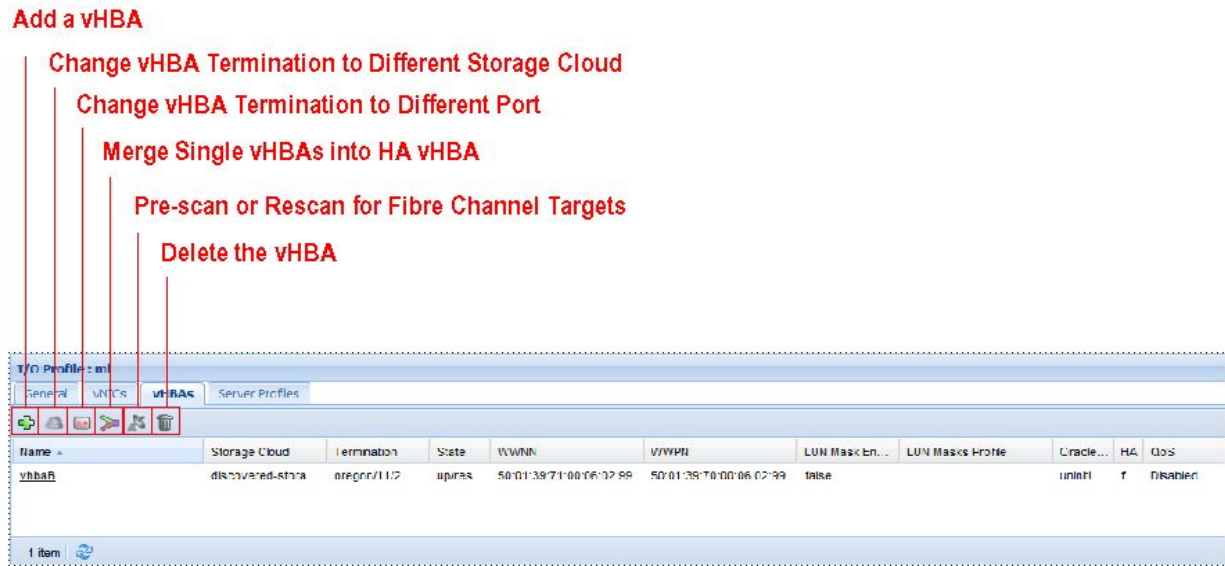 Add a vHBA
Change vHBA Termination to Different Storage Cloud
Change vHBA Termination to Different Port
Merge Single vHBAs into HA vHBA
Pre-scan or Rescan for Fibre Channel Targets
Delete the vHBA
I/O Profile : ml
General vNICs vHBAs Server Profiles
Name Storage Cloud Termination State WWNN WWPN LUN Mask En... LUN Masks Profile Oracle... HA QoS
vhbaB discovered-stora oregon/11/2 up/res 50:01:39:71:00:06:02:99 50:01:39:70:00:06:02:99 false f Disabled
1 item